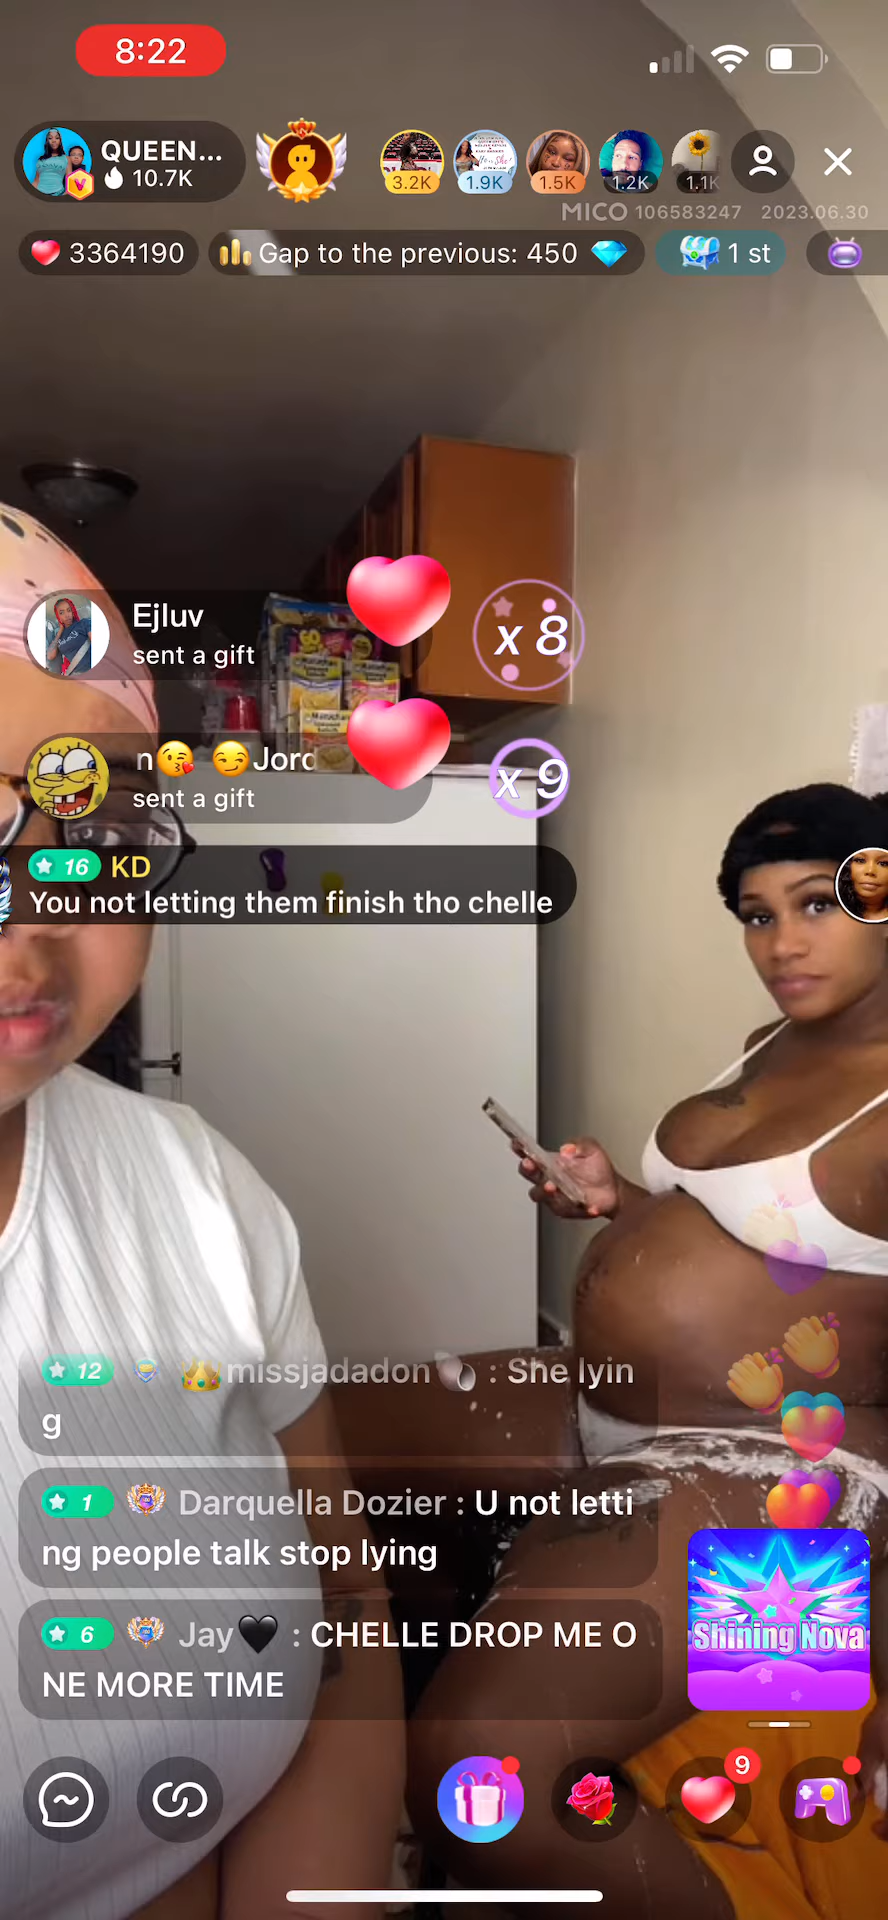 8:22
QUEEN...
10.7K
3.2K
1.9K
1.5K
1.2K
1.1K
MICO 106583247 2023.06.30
3364190
Gap to the previous: 450
1 st
Ejluv
sent a gift
x 8
n😘 😏Jord
sent a gift
x 9
16 KD
You not letting them finish tho chelle
12 missjadadon : She lyin
g
1 Darquella Dozier : U not letti
ng people talk stop lying
6 Jay🖤 : CHELLE DROP ME O
NE MORE TIME
Shining Nova
9